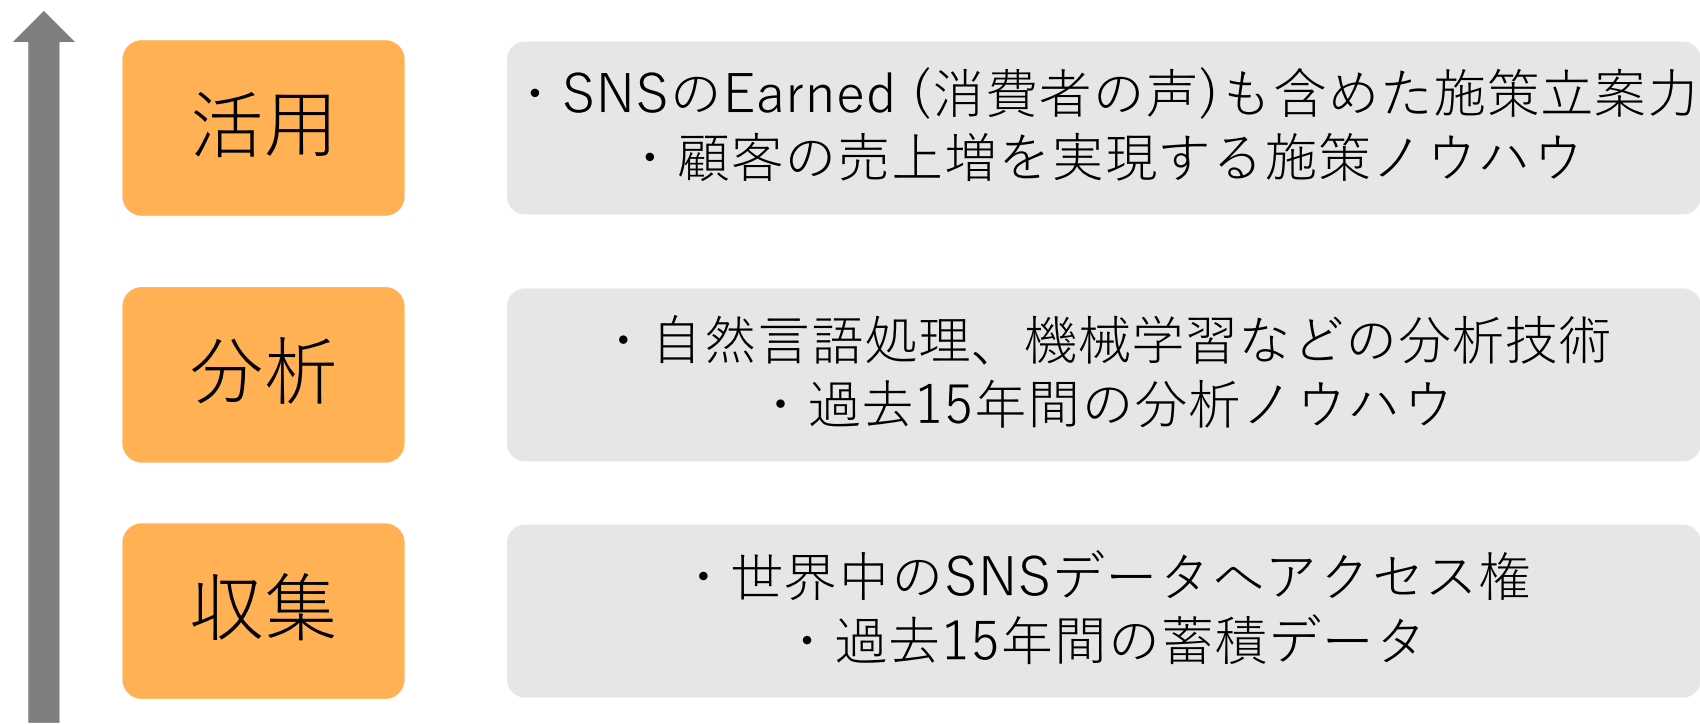 活用
・SNSのEarned (消費者の声)も含めた施策立案力
・顧客の売上増を実現する施策ノウハウ
分析
・自然言語処理、機械学習などの分析技術
・過去15年間の分析ノウハウ
収集
・世界中のSNSデータへアクセス権
・過去15年間の蓄積データ